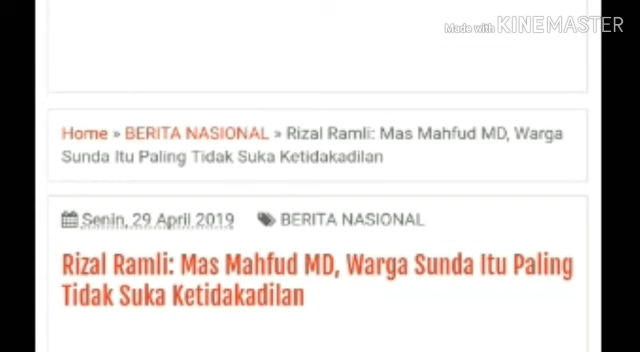 Made with KINEMASTER
Home » BERITA NASIONAL » Rizal Ramli: Mas Mahfud MD, Warga
Sunda Itu Paling Tidak Suka Ketidakadilan
Senin, 29 April 2019 BERITA NASIONAL
Rizal Ramli: Mas Mahfud MD, Warga Sunda Itu Paling
Tidak Suka Ketidakadilan